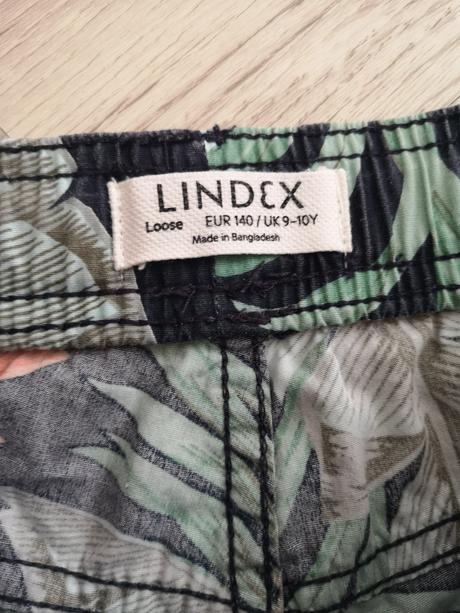 LINDEX
Loose EUR 140 / UK 9-10Y
Made in Bangladesh